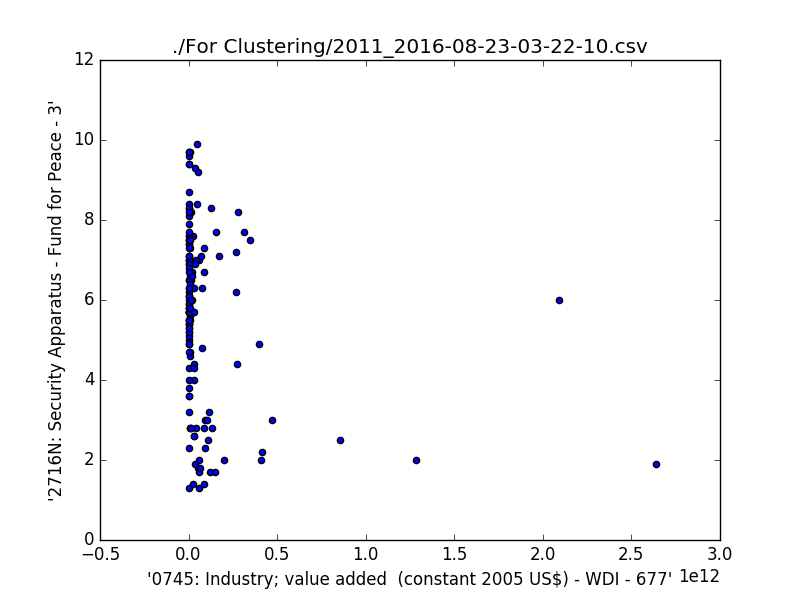 ./For Clustering/2011_2016-08-23-03-22-10.csv
'2716N: Security Apparatus - Fund for Peace - 3'
12
10
8
6
4
2
0
−0.5 0.0 0.5 1.0 1.5 2.0 2.5 3.0
'0745: Industry; value added  (constant 2005 US$) - WDI - 677' 1e12